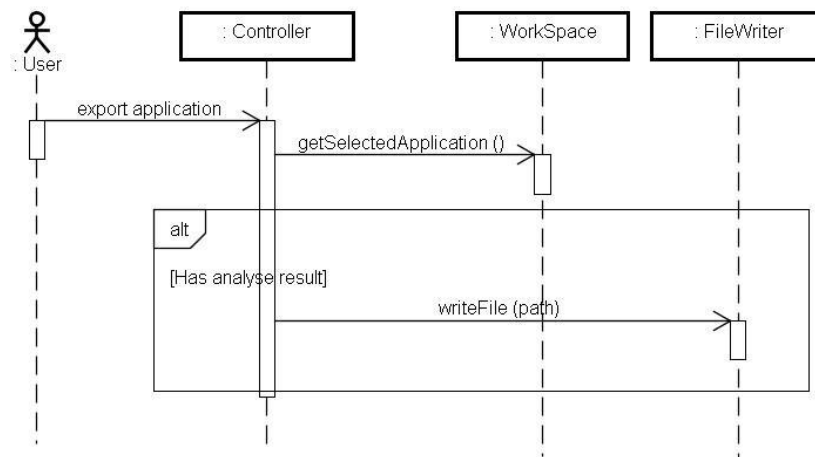 : User
: Controller
: WorkSpace
: FileWriter
export application
getSelectedApplication ()
alt
[Has analyse result]
writeFile (path)